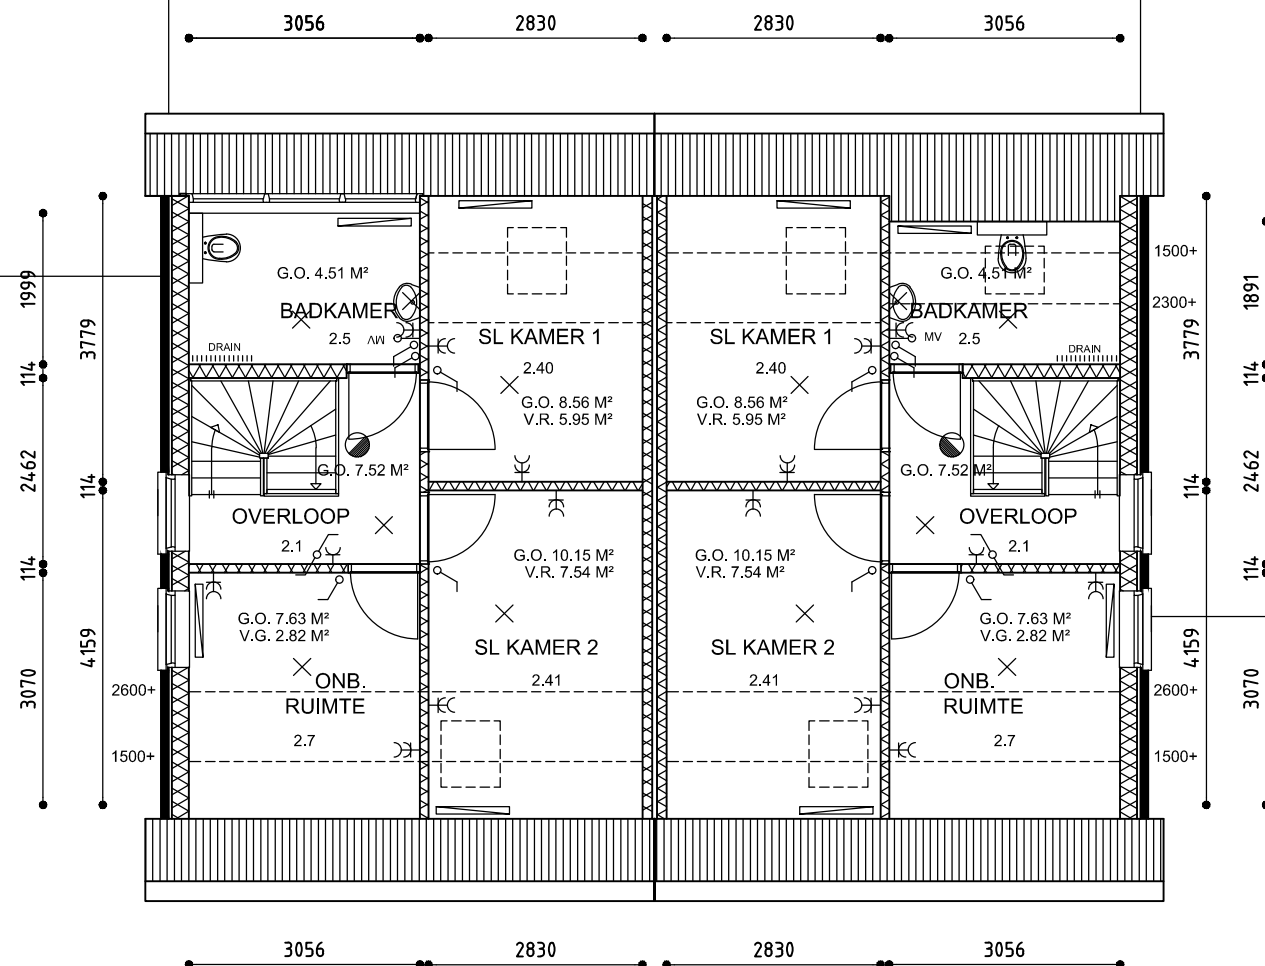 3056 2830 2830 3056
1999
114
2462
114
3070
3779
114
4159
2600+
1500+
G.O. 4.51 M²
BADKAMER
2.5 MV
DRAIN
SL KAMER 1
2.40
G.O. 8.56 M²
V.R. 5.95 M²
G.O. 7.52 M²
OVERLOOP
2.1
G.O. 10.15 M²
V.R. 7.54 M²
G.O. 7.63 M²
V.G. 2.82 M²
SL KAMER 2
2.41
ONB.
RUIMTE
2.7
SL KAMER 1
2.40
G.O. 8.56 M²
V.R. 5.95 M²
G.O. 4.51 M²
BADKAMER
MV 2.5
DRAIN
G.O. 7.52 M²
OVERLOOP
2.1
G.O. 10.15 M²
V.R. 7.54 M²
G.O. 7.63 M²
V.G. 2.82 M²
SL KAMER 2
2.41
ONB.
RUIMTE
2.7
1500+
2300+
2600+
1500+
3779
114
4159
1891
114
2462
114
3070
3056 2830 2830 3056